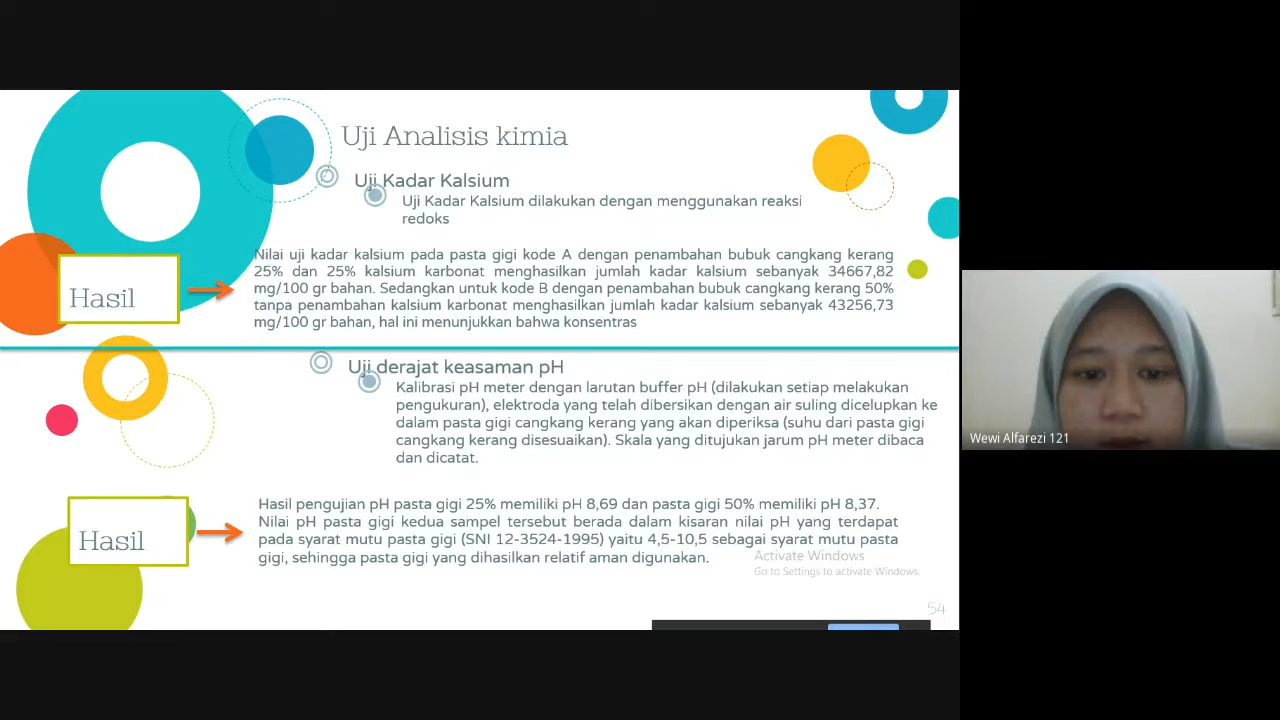 Uji Analisis kimia
Uji Kadar Kalsium
Uji Kadar Kalsium dilakukan dengan menggunakan reaksi
redoks
Hasil
Nilai uji kadar kalsium pada pasta gigi kode A dengan penambahan bubuk cangkang kerang
25% dan 25% kalsium karbonat menghasilkan jumlah kadar kalsium sebanyak 34667,82
mg/100 gr bahan. Sedangkan untuk kode B dengan penambahan bubuk cangkang kerang 50%
tanpa penambahan kalsium karbonat menghasilkan jumlah kadar kalsium sebanyak 43256,73
mg/100 gr bahan, hal ini menunjukkan bahwa konsentras
Uji derajat keasaman pH
Kalibrasi pH meter dengan larutan buffer pH (dilakukan setiap melakukan
pengukuran), elektroda yang telah dibersikan dengan air suling dicelupkan ke
dalam pasta gigi cangkang kerang yang akan diperiksa (suhu dari pasta gigi
cangkang kerang disesuaikan). Skala yang ditujukan jarum pH meter dibaca
dan dicatat.
Hasil
Hasil pengujian pH pasta gigi 25% memiliki pH 8,69 dan pasta gigi 50% memiliki pH 8,37.
Nilai pH pasta gigi kedua sampel tersebut berada dalam kisaran nilai pH yang terdapat
pada syarat mutu pasta gigi (SNI 12-3524-1995) yaitu 4,5-10,5 sebagai syarat mutu pasta
gigi, sehingga pasta gigi yang dihasilkan relatif aman digunakan.
Activate Windows
Go to Settings to activate Windows.
54
Wewi Alfarezi 121